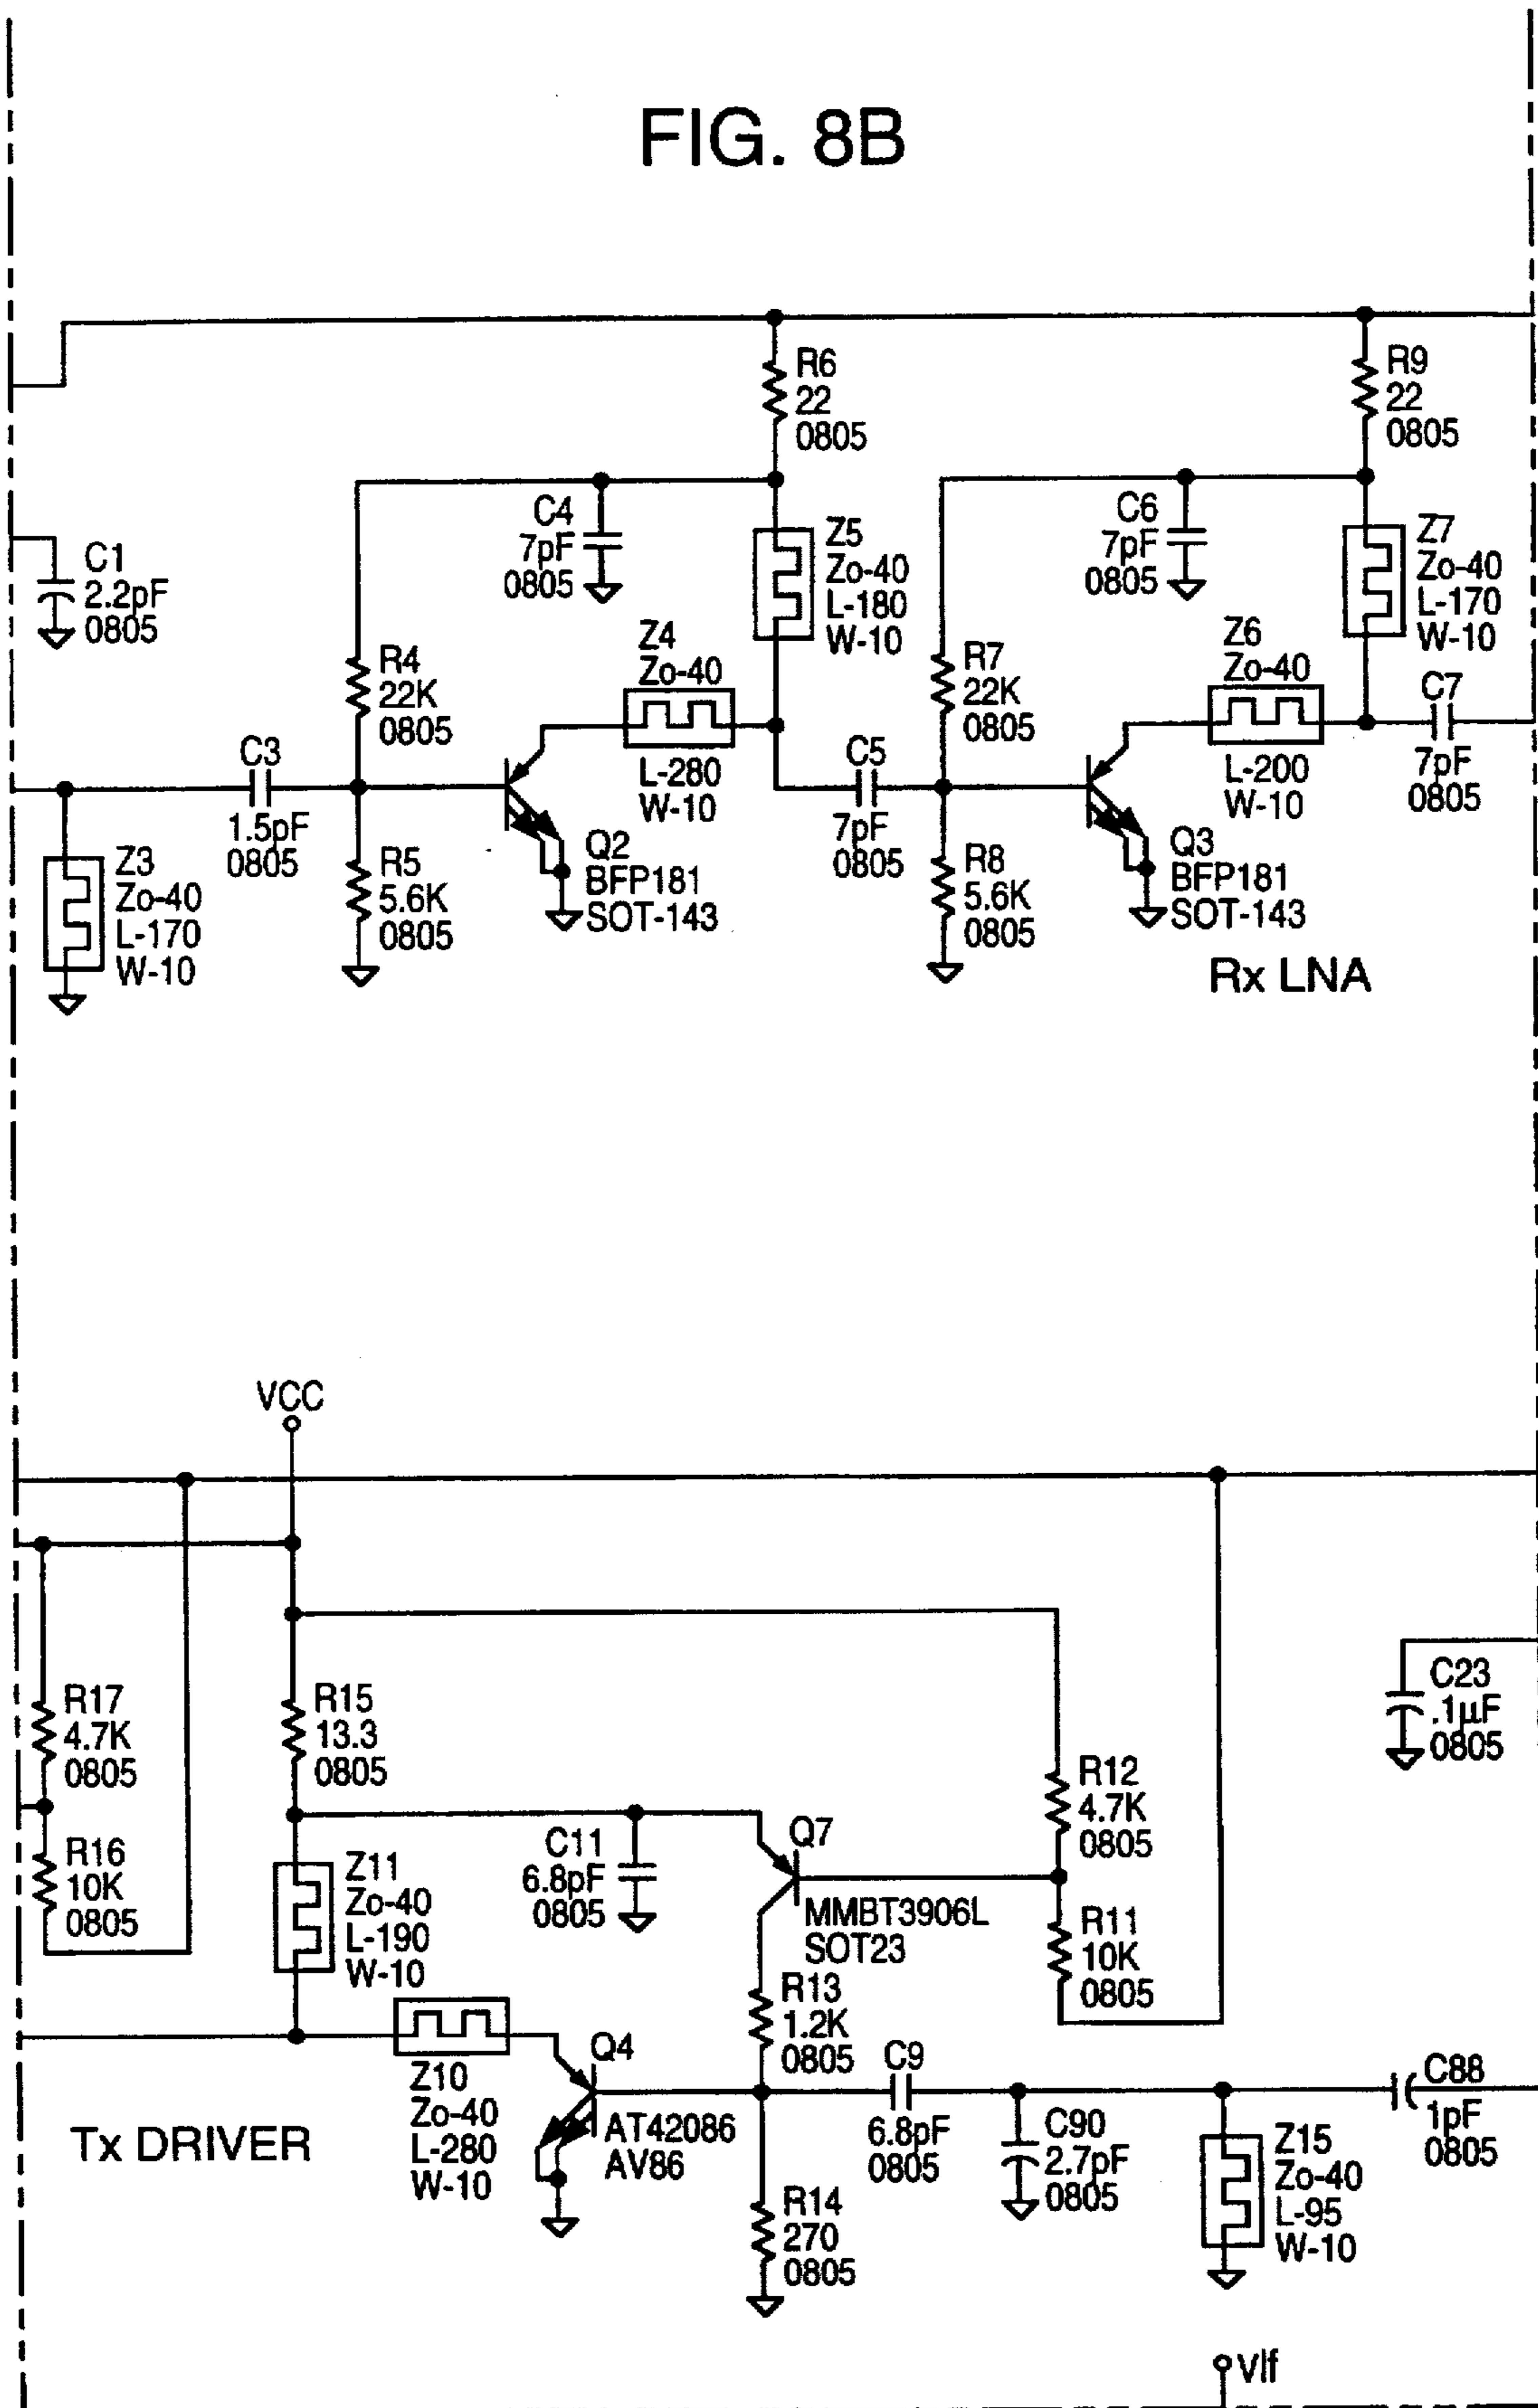 FIG. 8B
R6
22
0805
R9
22
0805
C1
2.2pF
0805
C4
7pF
0805
Z5
Zo-40
L-180
W-10
C6
7pF
0805
Z7
Zo-40
L-170
W-10
R4
22K
0805
Z4
Zo-40
L-280
W-10
R7
22K
0805
Z6
Zo-40
L-200
W-10
C7
7pF
0805
C3
1.5pF
0805
C5
7pF
0805
Z3
Zo-40
L-170
W-10
R5
5.6K
0805
Q2
BFP181
SOT-143
R8
5.6K
0805
Q3
BFP181
SOT-143
Rx LNA
VCC
R17
4.7K
0805
R15
13.3
0805
C23
.1µF
0805
R12
4.7K
0805
R16
10K
0805
Z11
Zo-40
L-190
W-10
C11
6.8pF
0805
Q7
MMBT3906L
SOT23
R11
10K
0805
R13
1.2K
0805
Z10
Zo-40
L-280
W-10
Q4
AT42086
AV86
C9
6.8pF
0805
C90
2.7pF
0805
C88
1pF
0805
Z15
Zo-40
L-95
W-10
Tx DRIVER
R14
270
0805
VIf